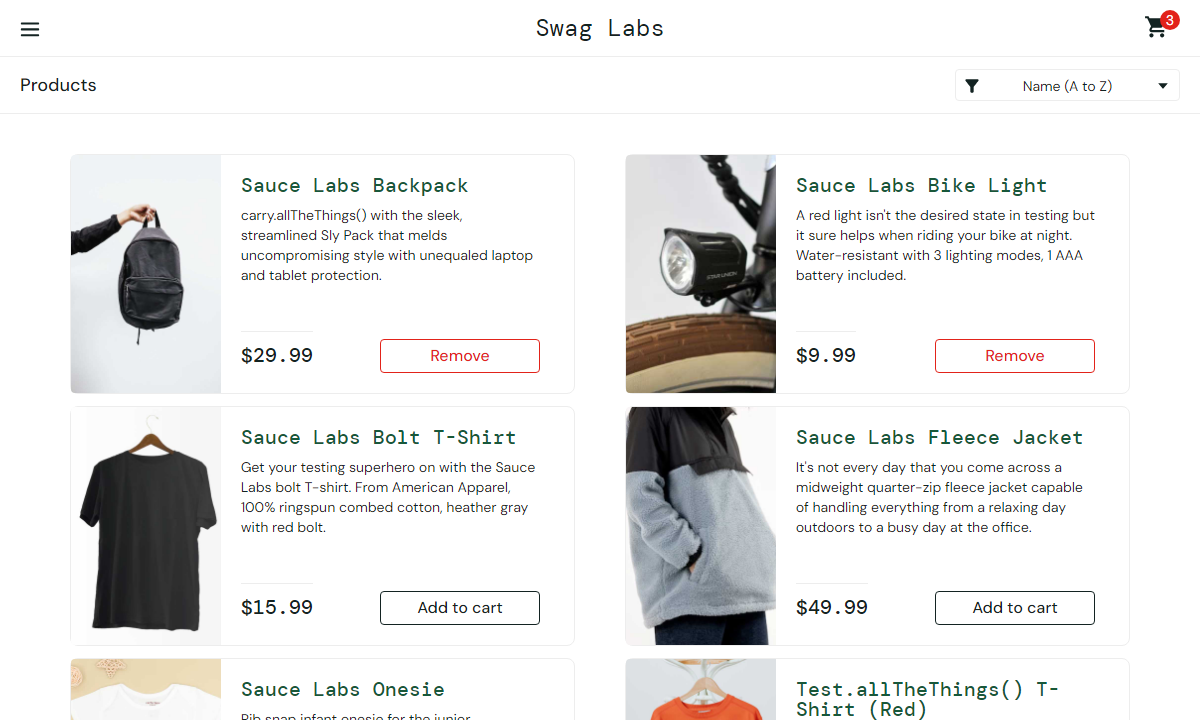 Swag Labs
3
Products
Name (A to Z)
Sauce Labs Backpack
carry.allTheThings() with the sleek,
streamlined Sly Pack that melds
uncompromising style with unequaled laptop
and tablet protection.
$29.99
Remove
Sauce Labs Bike Light
A red light isn't the desired state in testing but
it sure helps when riding your bike at night.
Water-resistant with 3 lighting modes, 1 AAA
battery included.
$9.99
Remove
Sauce Labs Bolt T-Shirt
Get your testing superhero on with the Sauce
Labs bolt T-shirt. From American Apparel,
100% ringspun combed cotton, heather gray
with red bolt.
$15.99
Add to cart
Sauce Labs Fleece Jacket
It's not every day that you come across a
midweight quarter-zip fleece jacket capable
of handling everything from a relaxing day
outdoors to a busy day at the office.
$49.99
Add to cart
Sauce Labs Onesie
Rib snap infant onesie for the junior
Test.allTheThings() T-
Shirt (Red)